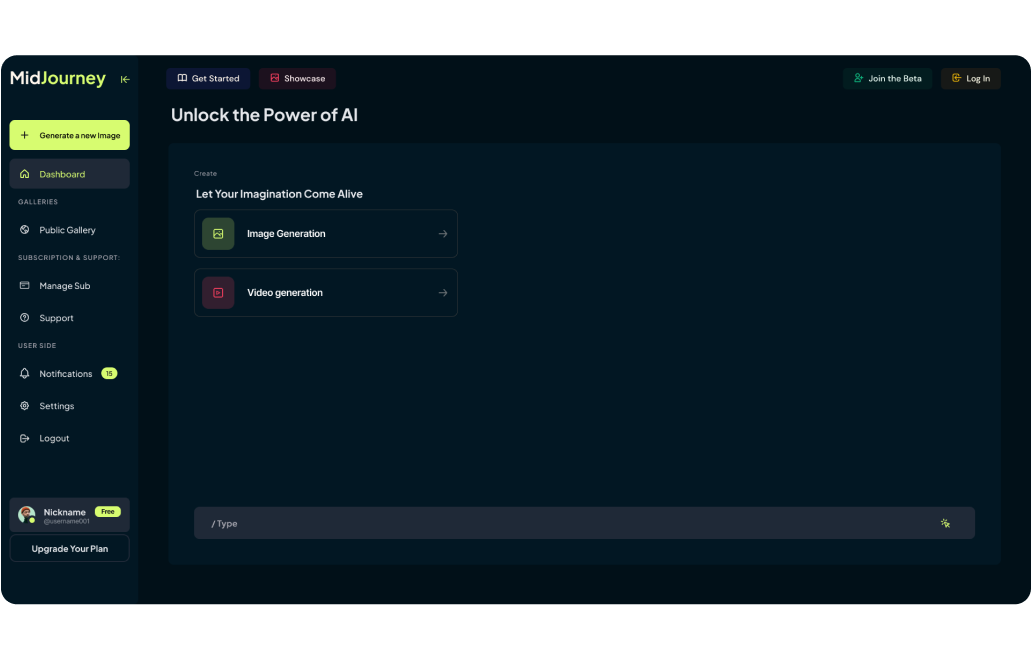 MidJourney
Get Started
Showcase
Join the Beta
Log In
Unlock the Power of AI
Generate a new Image
Dashboard
GALLERIES
Public Gallery
SUBSCRIPTION & SUPPORT:
Manage Sub
Support
USER SIDE
Notifications 15
Settings
Logout
Nickname Free
@username001
Upgrade Your Plan
Create
Let Your Imagination Come Alive
Image Generation
Video generation
/ Type